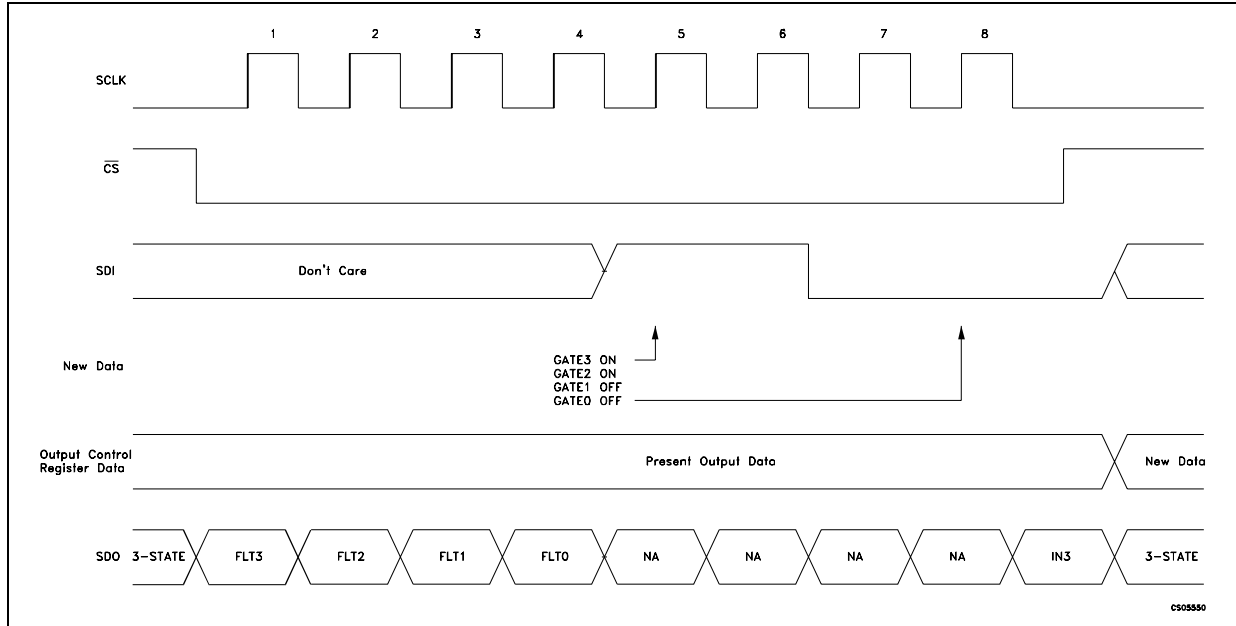 1 2 3 4 5 6 7 8
SCLK
CS
SDI Don't Care
New Data
GATE3 ON
GATE2 ON
GATE1 OFF
GATE0 OFF
Output Control
Register Data
Present Output Data New Data
SDO 3-STATE FLT3 FLT2 FLT1 FLT0 NA NA NA NA IN3 3-STATE
CS05550